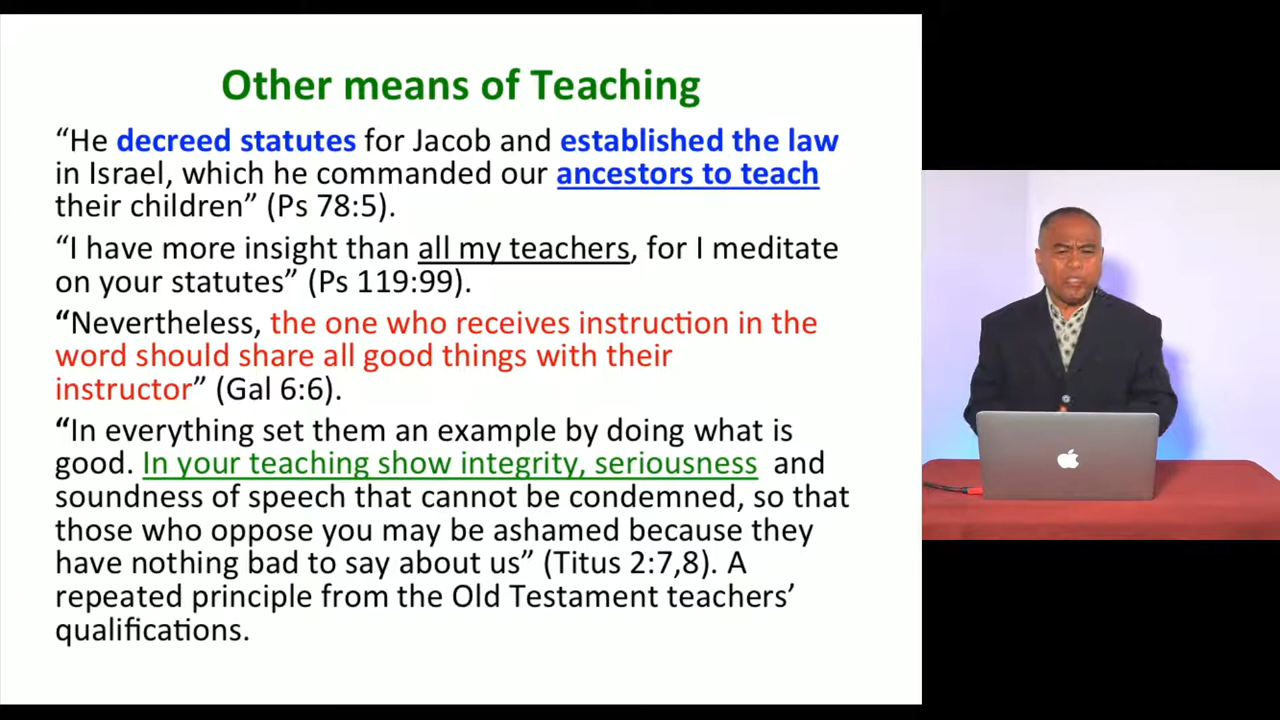 Other means of Teaching
“He decreed statutes for Jacob and established the law
in Israel, which he commanded our ancestors to teach
their children” (Ps 78:5).
“I have more insight than all my teachers, for I meditate
on your statutes” (Ps 119:99).
“Nevertheless, the one who receives instruction in the
word should share all good things with their
instructor” (Gal 6:6).
“In everything set them an example by doing what is
good. In your teaching show integrity, seriousness and
soundness of speech that cannot be condemned, so that
those who oppose you may be ashamed because they
have nothing bad to say about us” (Titus 2:7,8). A
repeated principle from the Old Testament teachers’
qualifications.